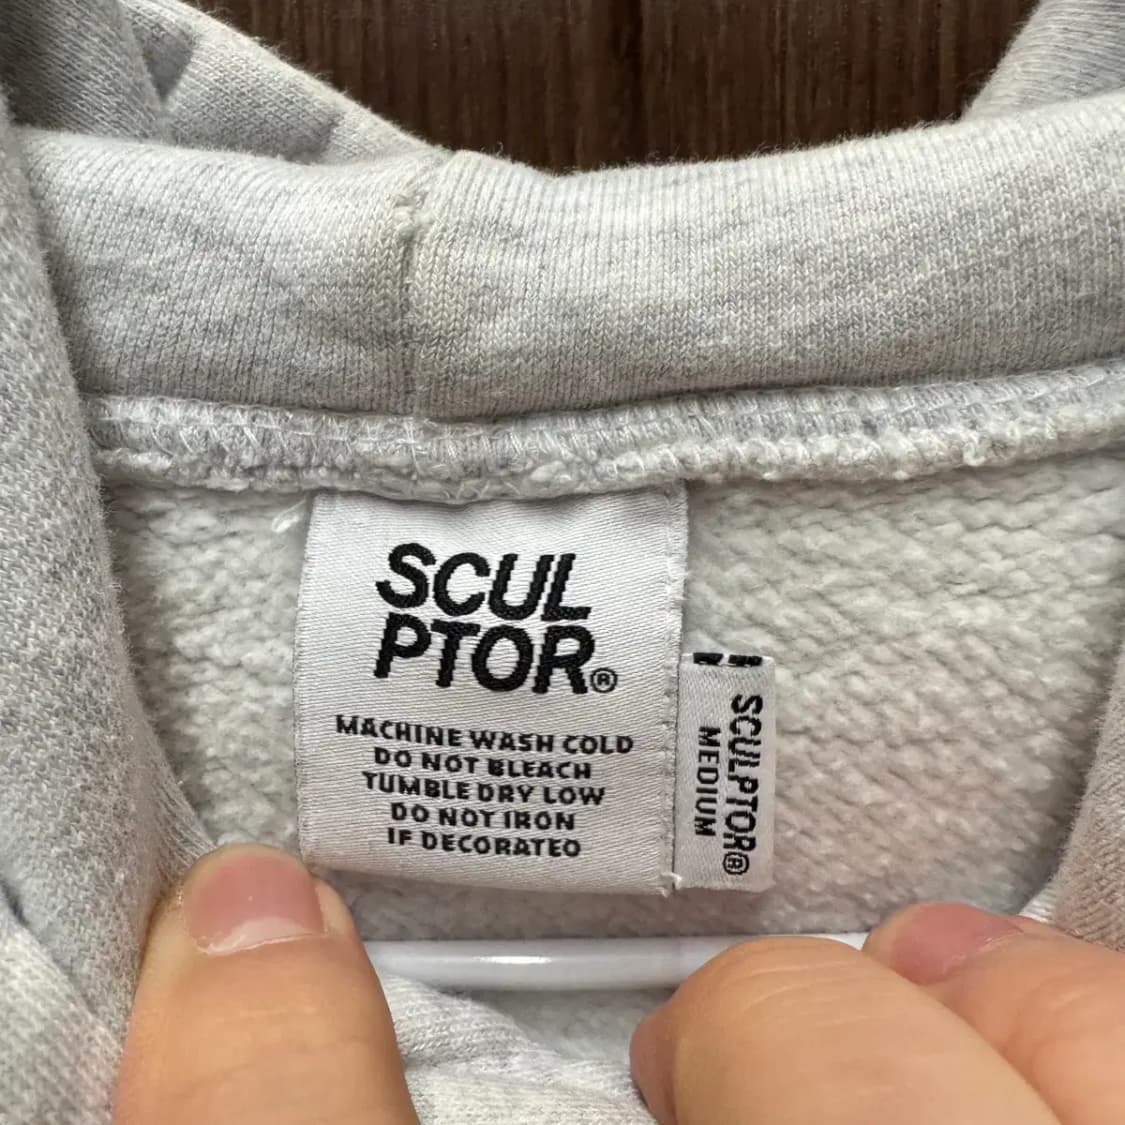 SCUL
PTOR®
MACHINE WASH COLD
DO NOT BLEACH
TUMBLE DRY LOW
DO NOT IRON
IF DECORATED
SCULPTOR®
MEDIUM